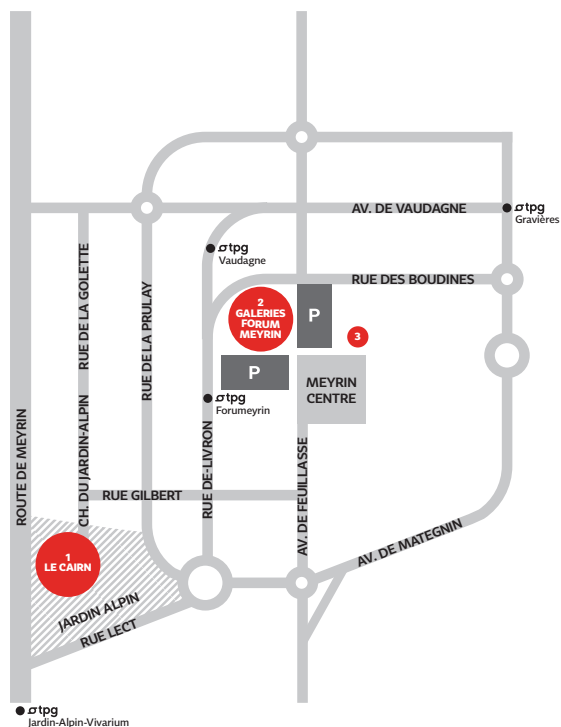 AV. DE VAUDAGNE
tpg
Gravières
tpg
Vaudagne
RUE DES BOUDINES
RUE DE LA GOLETTE
RUE DE LA PRULAY
2
GALERIES
FORUM
MEYRIN
P
3
P
MEYRIN
CENTRE
tpg
Forumeyrin
ROUTE DE MEYRIN
CH. DU JARDIN-ALPIN
RUE GILBERT
RUE DE-LIVRON
AV. DE FEUILLASSE
AV. DE MATEGNIN
1
LE CAIRN
JARDIN ALPIN
RUE LECT
tpg
Jardin-Alpin-Vivarium